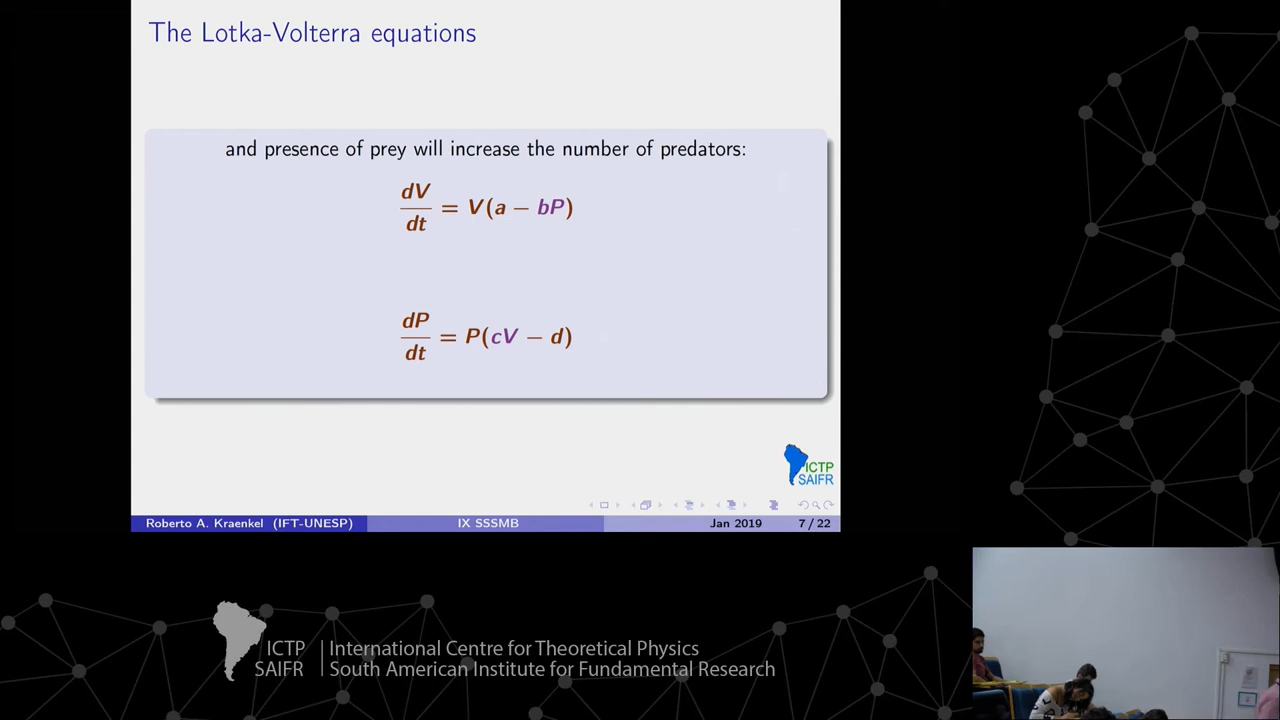 The Lotka-Volterra equations
and presence of prey will increase the number of predators:
dV/dt = V(a − bP)
dP/dt = P(cV − d)
ICTP
SAIFR
Roberto A. Kraenkel (IFT-UNESP) IX SSSMB Jan 2019 7 / 22
ICTP | International Centre for Theoretical Physics
SAIFR | South American Institute for Fundamental Research